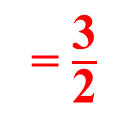 = 3/2